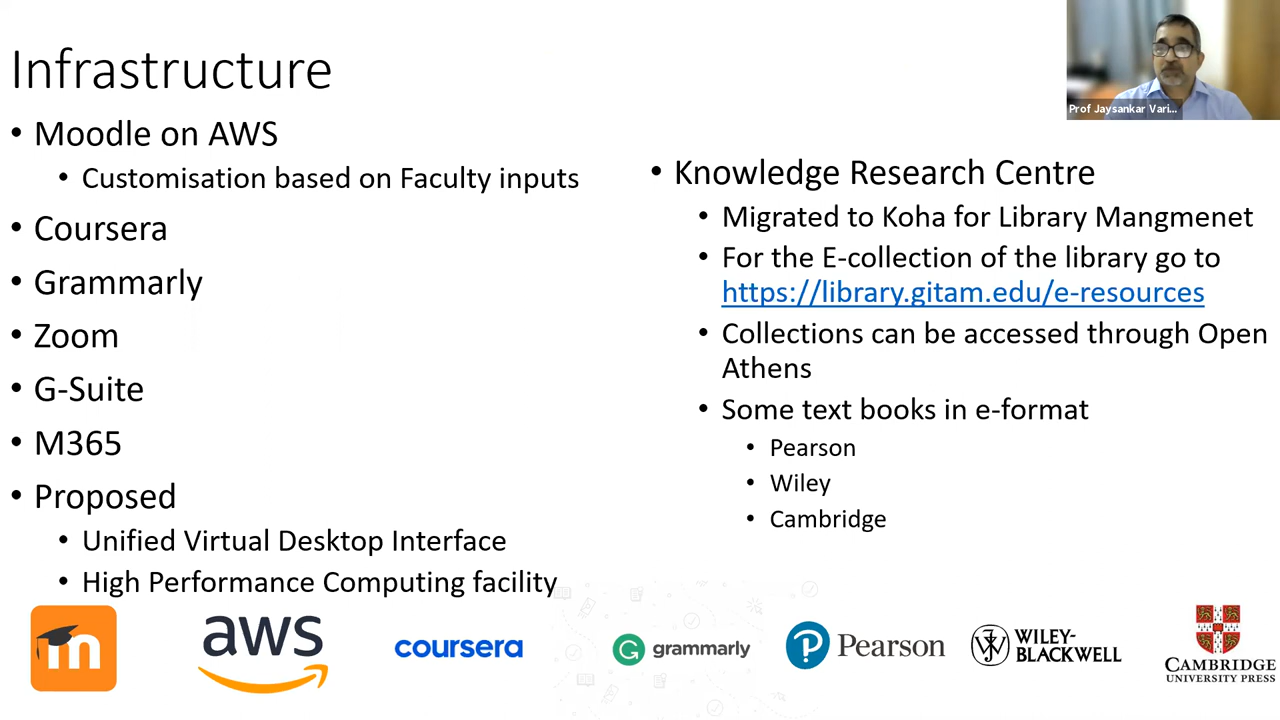 Infrastructure
• Moodle on AWS
• Customisation based on Faculty inputs
• Coursera
• Grammarly
• Zoom
• G-Suite
• M365
• Proposed
• Unified Virtual Desktop Interface
• High Performance Computing facility
Prof Jaysankar Vari...
• Knowledge Research Centre
• Migrated to Koha for Library Mangmenet
• For the E-collection of the library go to
https://library.gitam.edu/e-resources
• Collections can be accessed through Open
Athens
• Some text books in e-format
• Pearson
• Wiley
• Cambridge
m
aws
coursera
G grammarly
P Pearson
WILEY-
BLACKWELL
CAMBRIDGE
UNIVERSITY PRESS